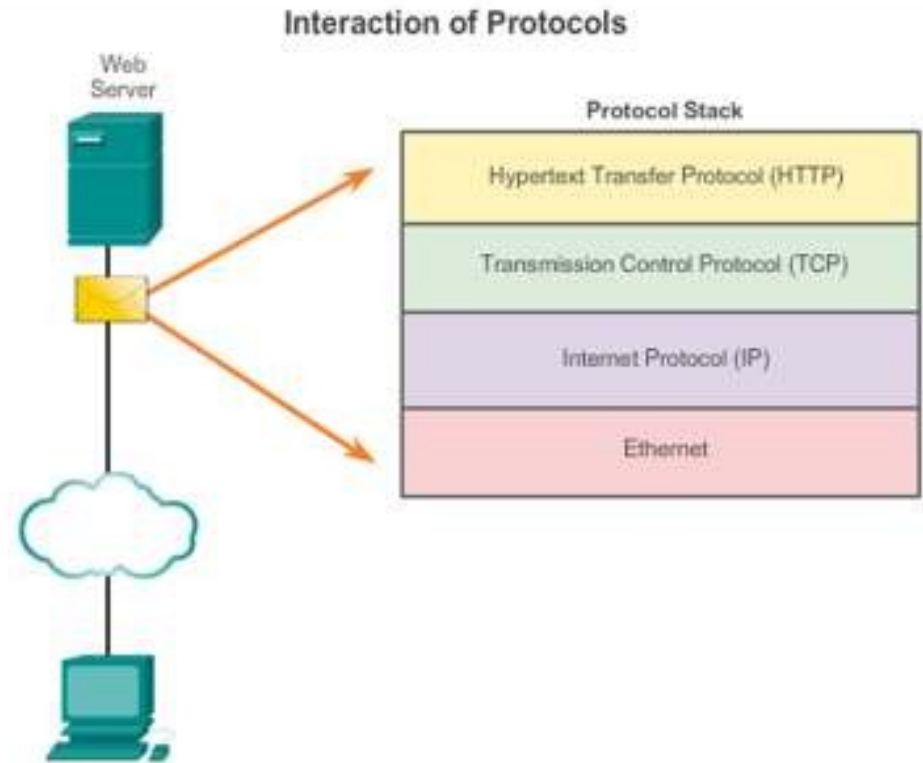 Interaction of Protocols
Web
Server
Protocol Stack
Hypertext Transfer Protocol (HTTP)
Transmission Control Protocol (TCP)
Internet Protocol (IP)
Ethernet